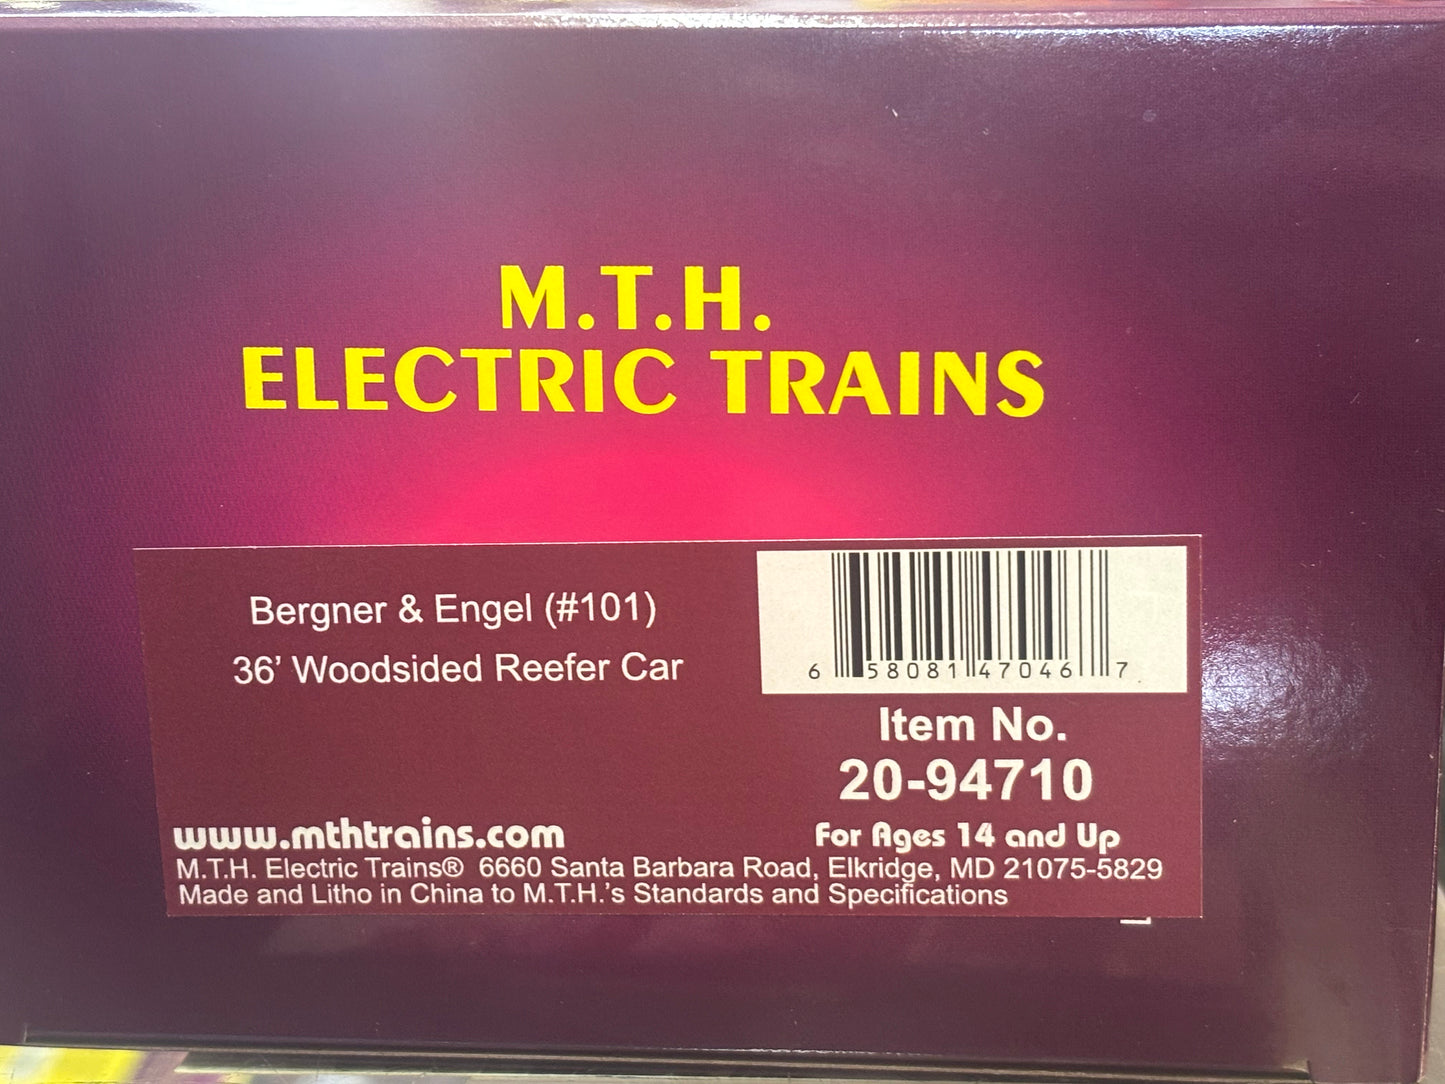 M.T.H.
ELECTRIC TRAINS
Bergner & Engel (#101)
36' Woodsided Reefer Car
6 58081 47046 7
Item No.
20-94710
www.mthtrains.com
For Ages 14 and Up
M.T.H. Electric Trains® 6660 Santa Barbara Road, Elkridge, MD 21075-5829
Made and Litho in China to M.T.H.'s Standards and Specifications